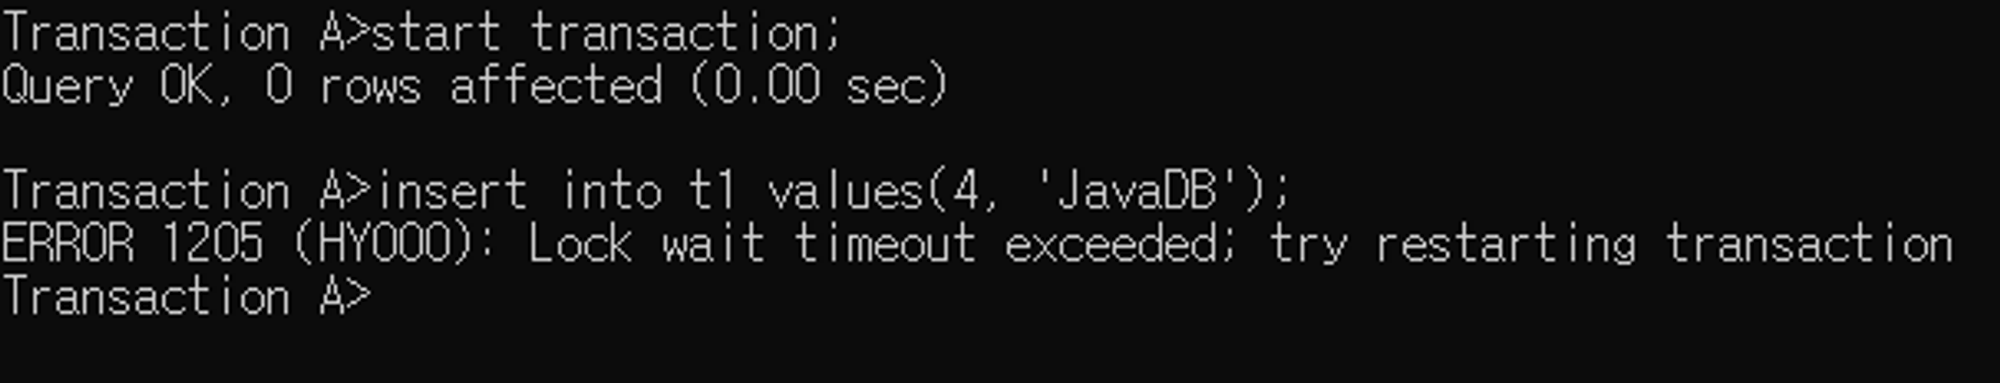 Transaction A>start transaction;
Query OK, 0 rows affected (0.00 sec)
Transaction A>insert into t1 values(4, 'JavaDB');
ERROR 1205 (HY000): Lock wait timeout exceeded; try restarting transaction
Transaction A>